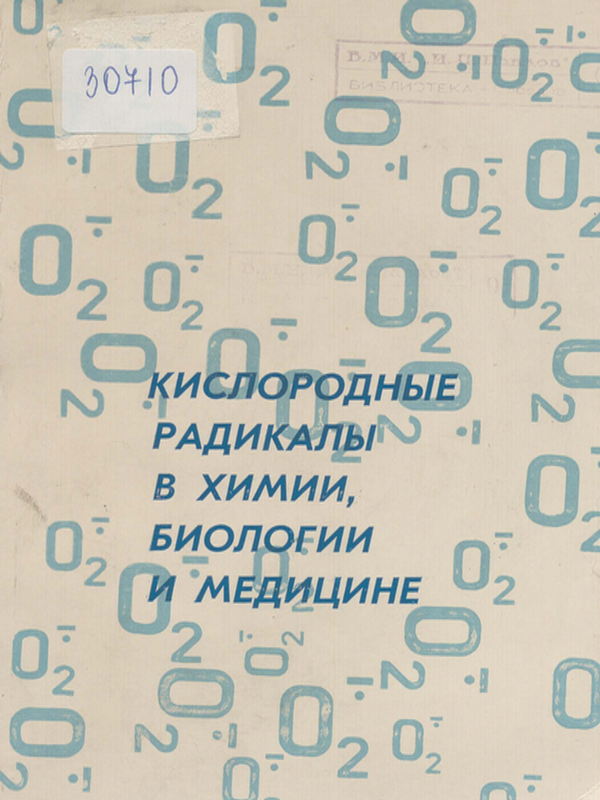 30710
БИБЛИОТЕКА
КИСЛОРОДНЫЕ
РАДИКАЛЫ
В ХИМИИ,
БИОЛОГИИ
И МЕДИЦИНЕ